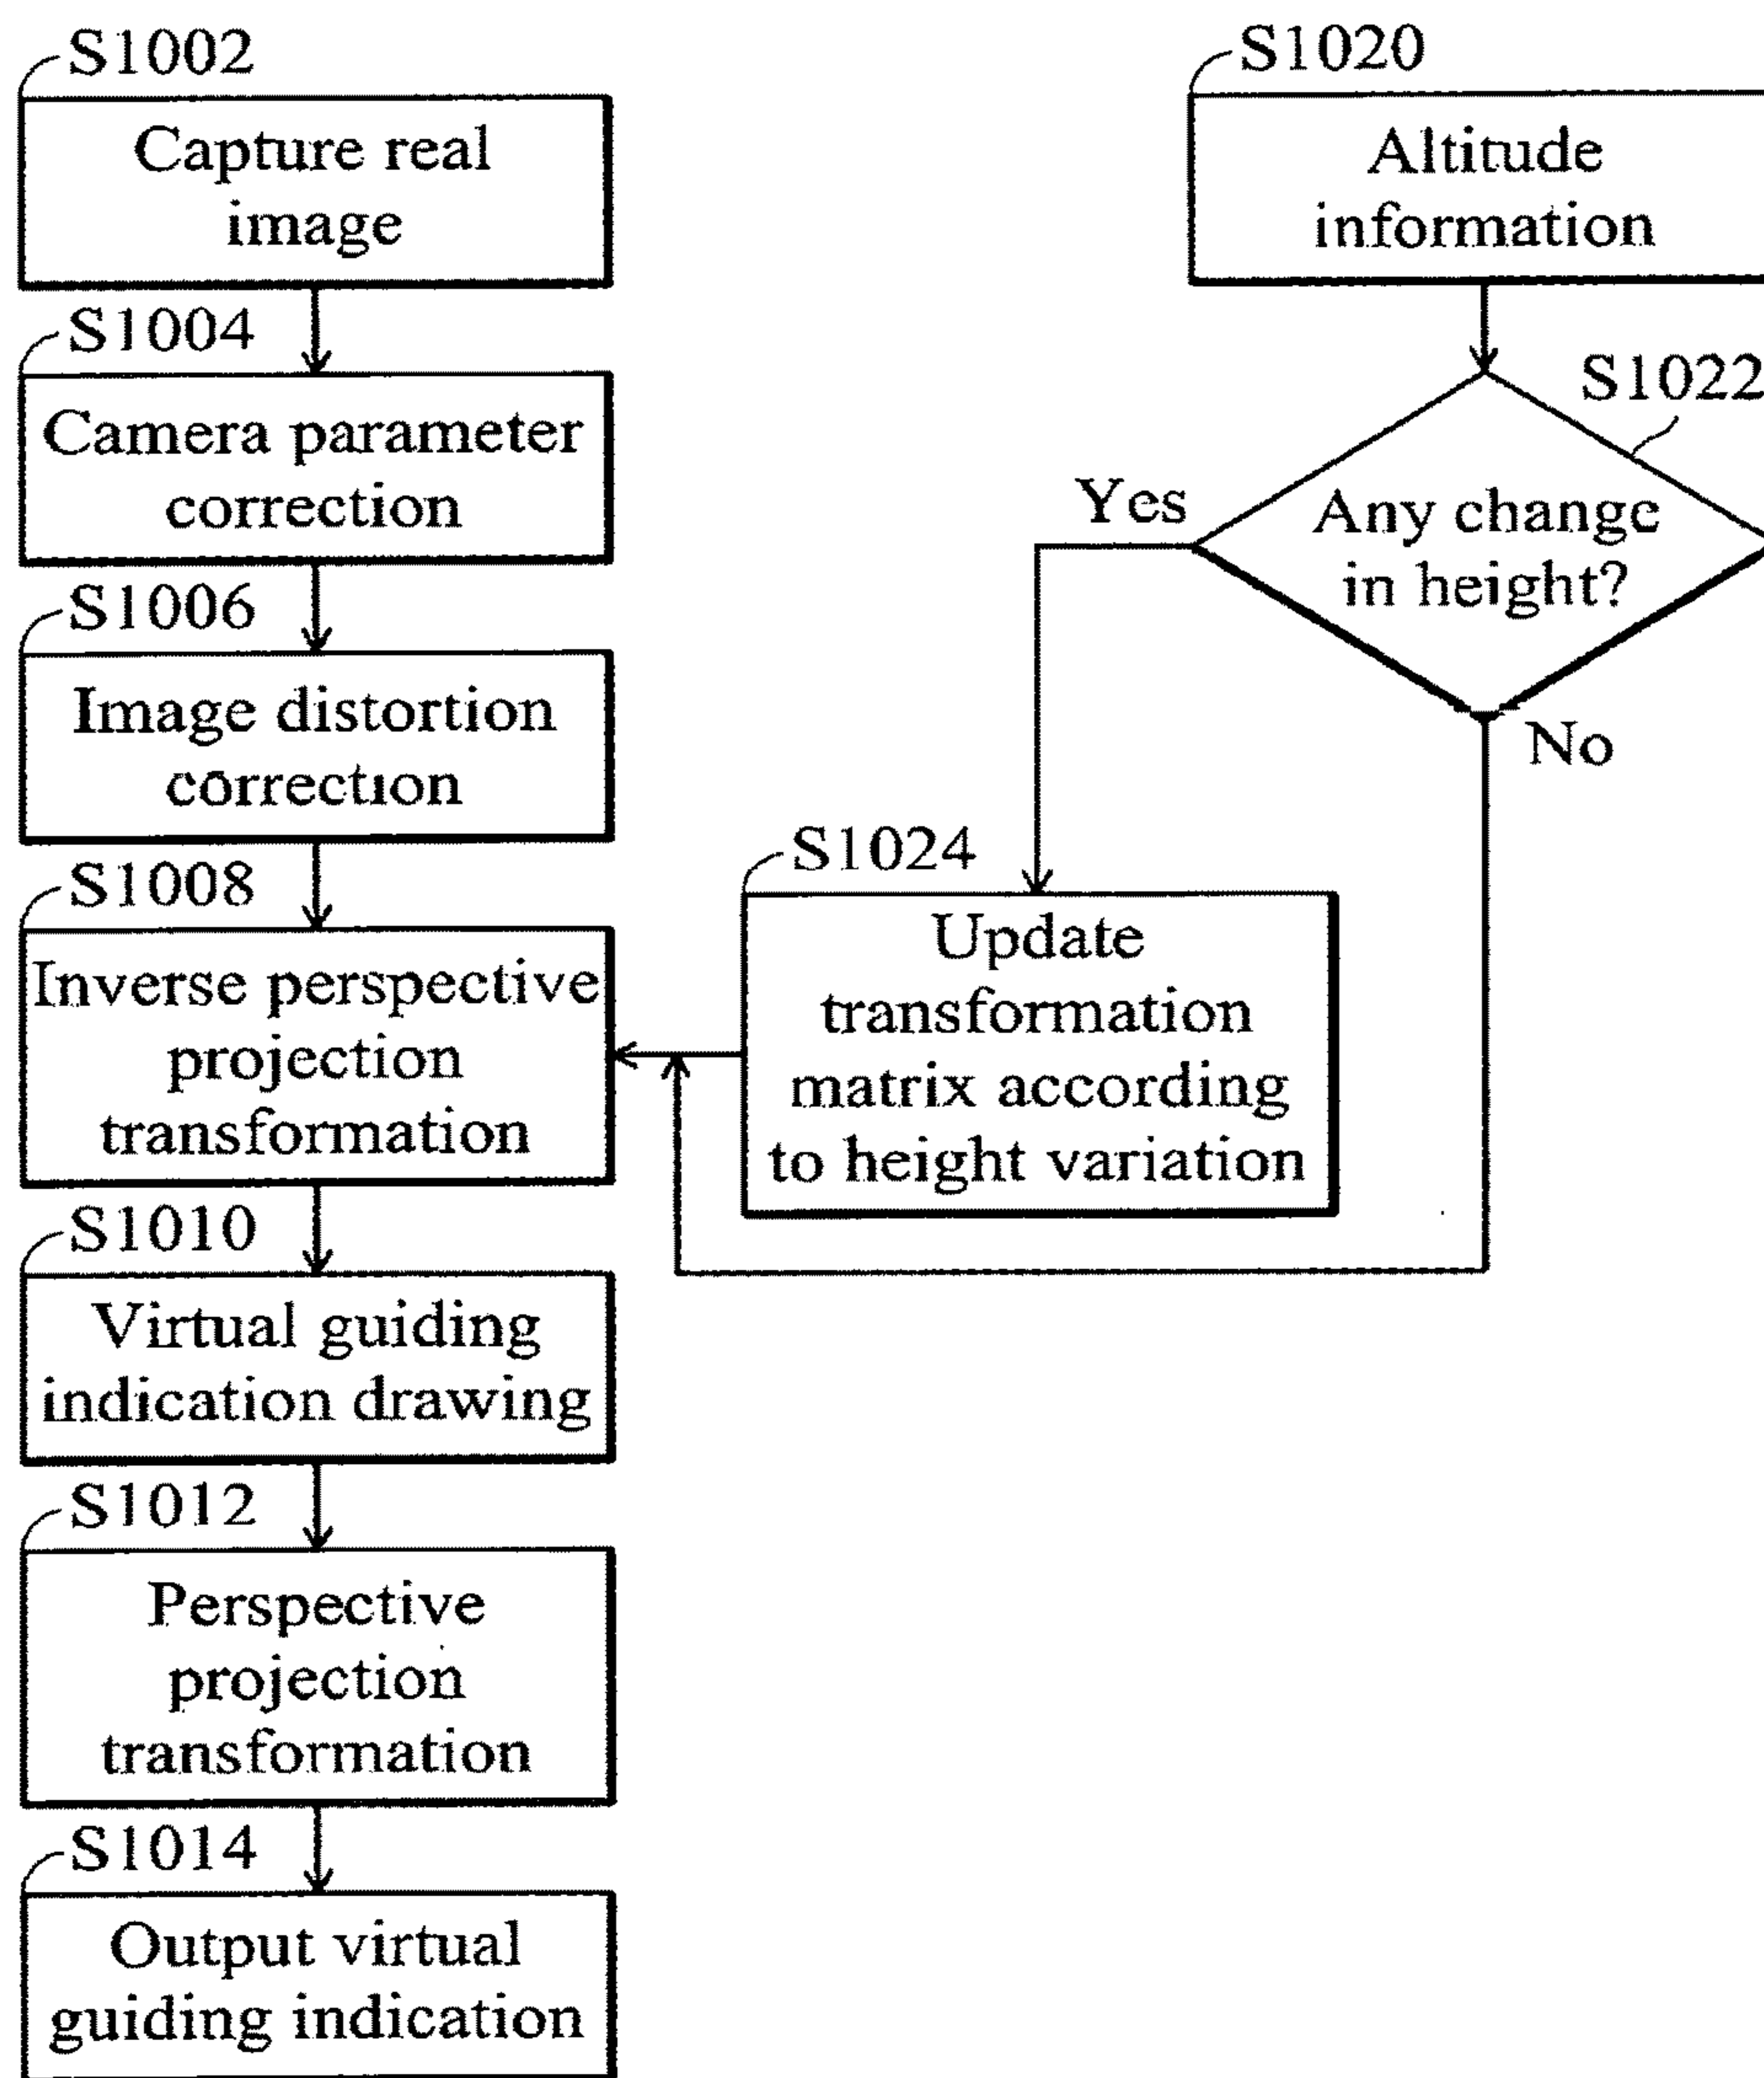 S1002
Capture real
image
S1004
Camera parameter
correction
S1006
Image distortion
correction
S1008
Inverse perspective
projection
transformation
S1010
Virtual guiding
indication drawing
S1012
Perspective
projection
transformation
S1014
Output virtual
guiding indication
S1020
Altitude
information
S1022
Any change
in height?
Yes
No
S1024
Update
transformation
matrix according
to height variation